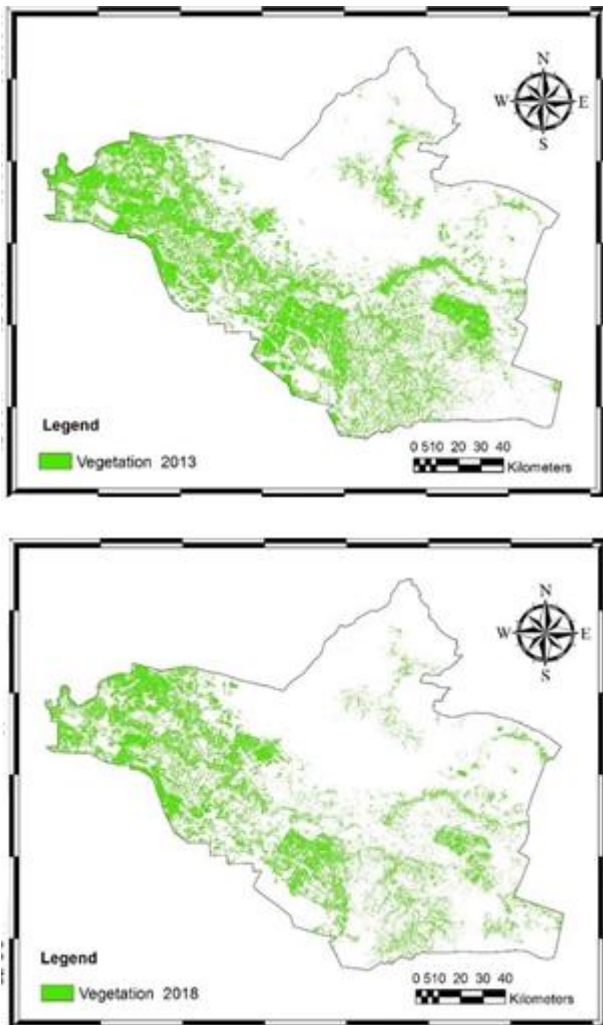 N
W E
S
Legend
Vegetation 2013
0 510 20 30 40
Kilometers
N
W E
S
Legend
Vegetation 2018
0 510 20 30 40
Kilometers